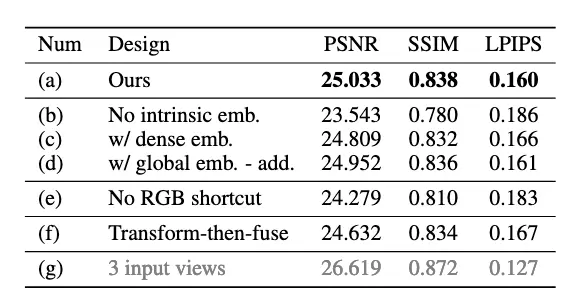 Num Design PSNR SSIM LPIPS
(a) Ours 25.033 0.838 0.160
(b) No intrinsic emb. 23.543 0.780 0.186
(c) w/ dense emb. 24.809 0.832 0.166
(d) w/ global emb. - add. 24.952 0.836 0.161
(e) No RGB shortcut 24.279 0.810 0.183
(f) Transform-then-fuse 24.632 0.834 0.167
(g) 3 input views 26.619 0.872 0.127